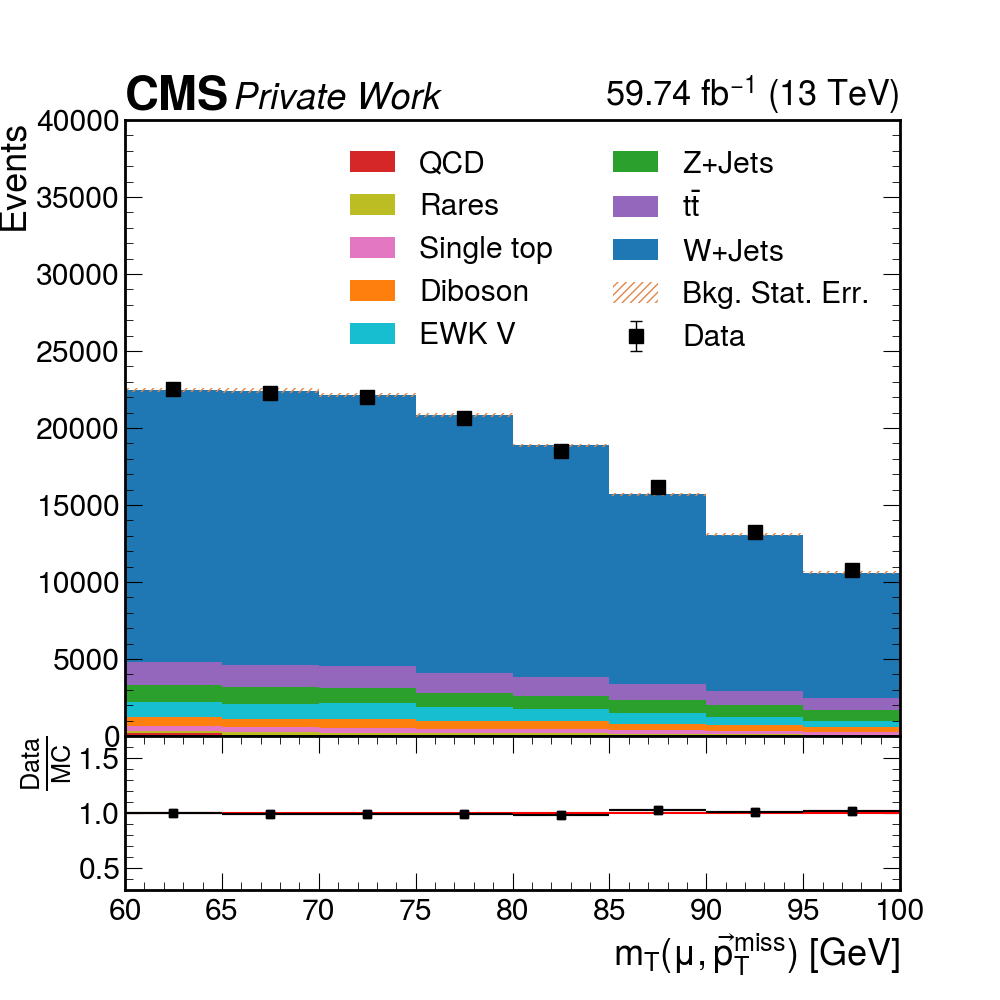 CMS Private Work 59.74 fb⁻¹ (13 TeV)
Events
40000
35000
30000
25000
20000
15000
10000
5000
0
QCD
Rares
Single top
Diboson
EWK V
Z+Jets
tt̄
W+Jets
Bkg. Stat. Err.
Data
Data
MC
1.5
1.0
0.5
60 65 70 75 80 85 90 95 100
m_T(μ, p⃗_T^miss) [GeV]